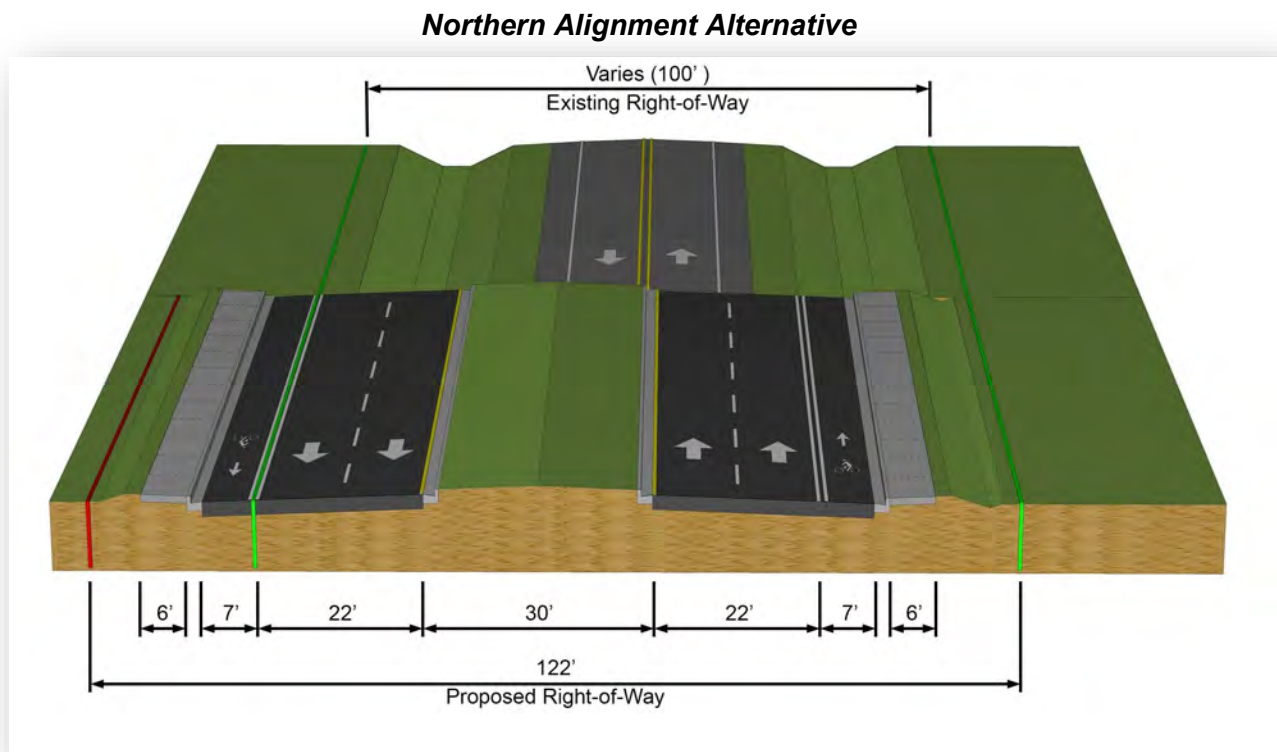 Northern Alignment Alternative
Varies (100' )
Existing Right-of-Way
6' 7' 22' 30' 22' 7' 6'
122'
Proposed Right-of-Way